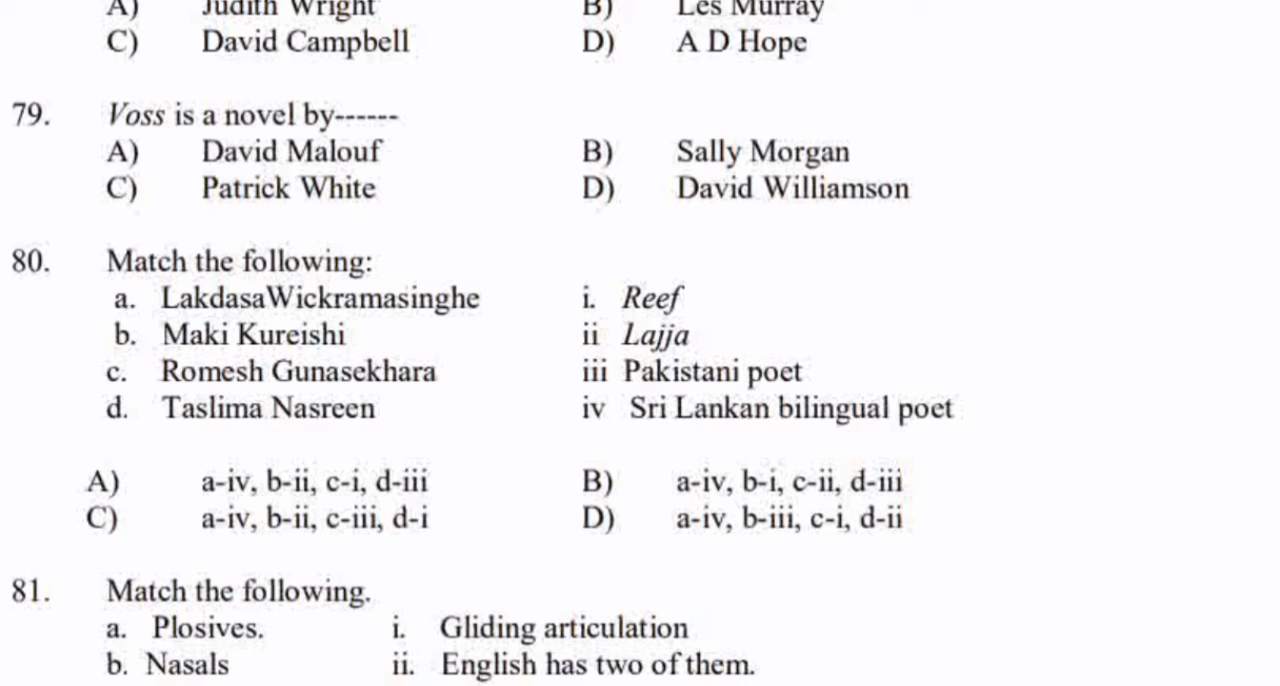 A) Judith Wright B) Les Murray
C) David Campbell D) A D Hope
79. Voss is a novel by------
A) David Malouf B) Sally Morgan
C) Patrick White D) David Williamson
80. Match the following:
a. LakdasaWickramasinghe i. Reef
b. Maki Kureishi ii Lajja
c. Romesh Gunasekhara iii Pakistani poet
d. Taslima Nasreen iv Sri Lankan bilingual poet
A) a-iv, b-ii, c-i, d-iii B) a-iv, b-i, c-ii, d-iii
C) a-iv, b-ii, c-iii, d-i D) a-iv, b-iii, c-i, d-ii
81. Match the following.
a. Plosives. i. Gliding articulation
b. Nasals ii. English has two of them.